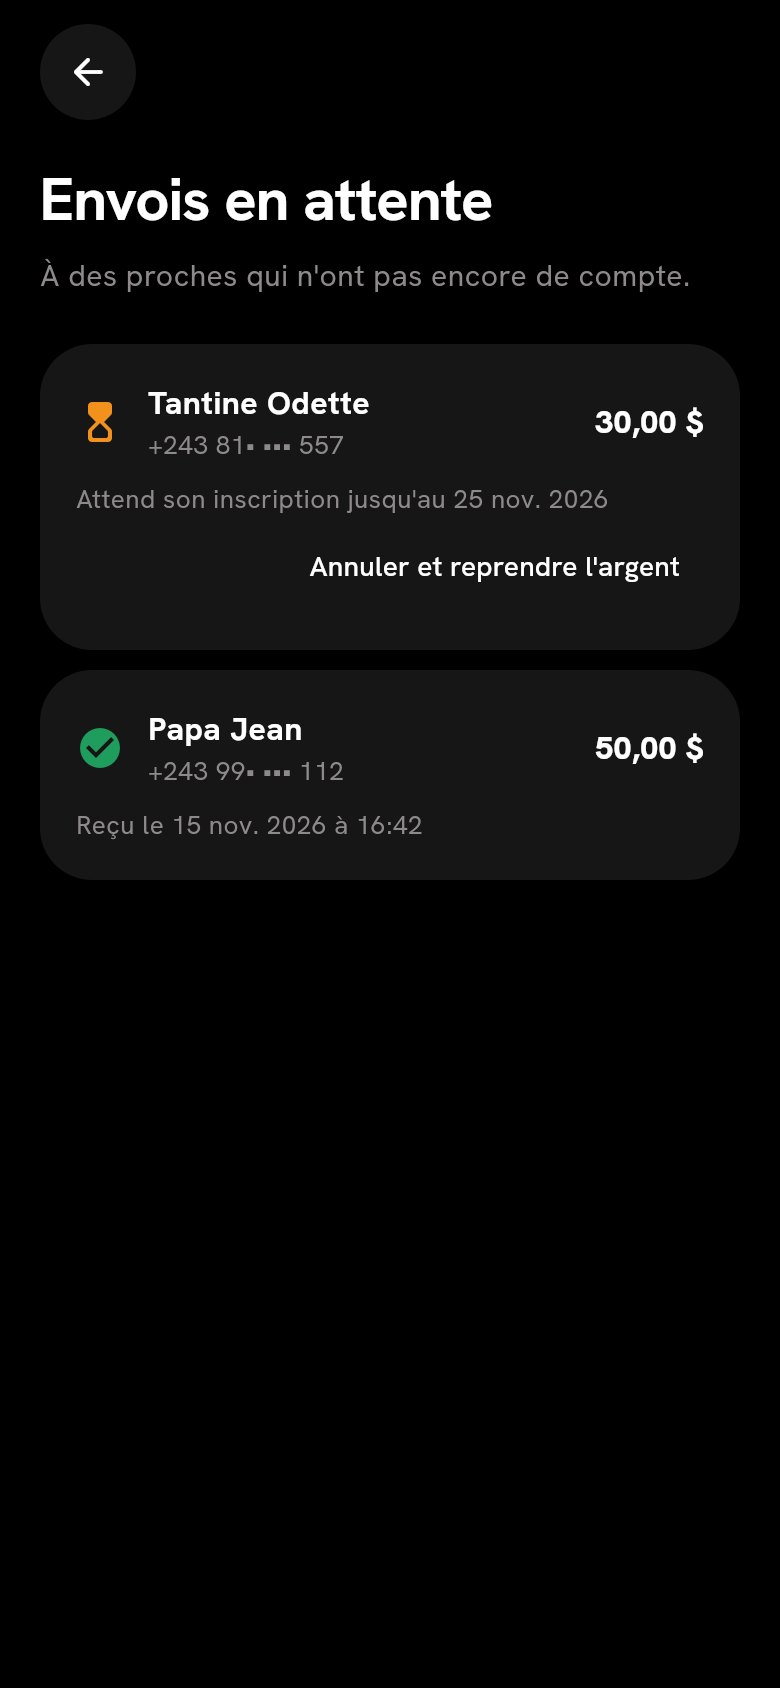 Envois en attente
À des proches qui n'ont pas encore de compte.
Tantine Odette
30,00 $
+243 81▪ ▪▪▪ 557
Attend son inscription jusqu'au 25 nov. 2026
Annuler et reprendre l'argent
Papa Jean
50,00 $
+243 99▪ ▪▪▪ 112
Reçu le 15 nov. 2026 à 16:42